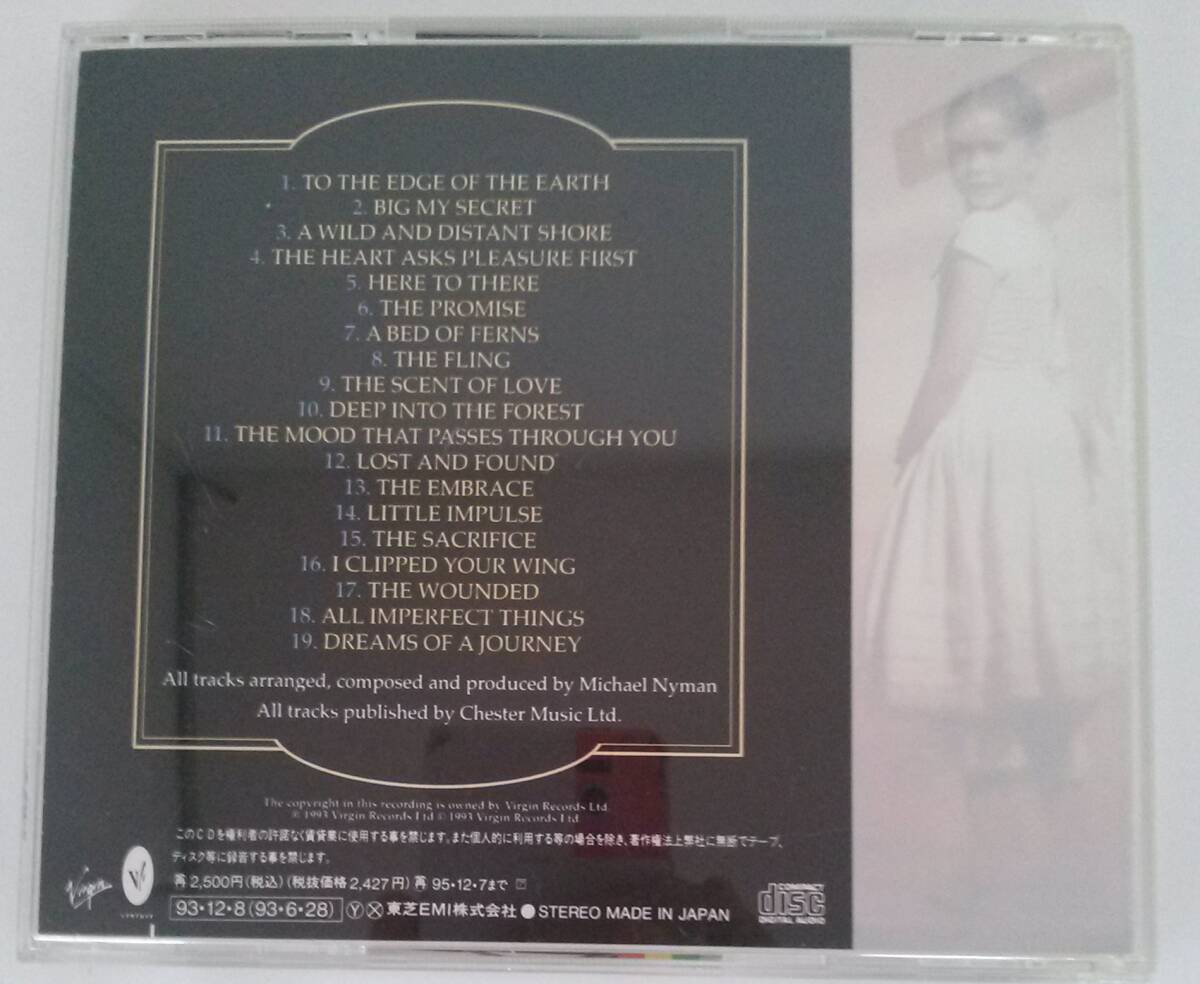 1. TO THE EDGE OF THE EARTH
2. BIG MY SECRET
3. A WILD AND DISTANT SHORE
4. THE HEART ASKS PLEASURE FIRST
5. HERE TO THERE
6. THE PROMISE
7. A BED OF FERNS
8. THE FLING
9. THE SCENT OF LOVE
10. DEEP INTO THE FOREST
11. THE MOOD THAT PASSES THROUGH YOU
12. LOST AND FOUND
13. THE EMBRACE
14. LITTLE IMPULSE
15. THE SACRIFICE
16. I CLIPPED YOUR WING
17. THE WOUNDED
18. ALL IMPERFECT THINGS
19. DREAMS OF A JOURNEY
All tracks arranged, composed and produced by Michael Nyman
All tracks published by Chester Music Ltd.
The copyright in this recording is owned by Virgin Records Ltd.
1993 Virgin Records Ltd © 1993 Virgin Records Ltd.
このCDを権利者の許諾なく賃貸業に使用する事を禁じます。また個人的に利用する等の場合を除き、著作権法上弊社に無断でテープ、
ディスク等に録音する事を禁じます。
再 2,500円(税込)(税抜価格 2,427円) 再 95・12・7まで
93・12・8 (93・6・28) Ⓨ 東芝EMI株式会社 ●STEREO MADE IN JAPAN
Virgin
COMPACT
disc
DIGITAL AUDIO